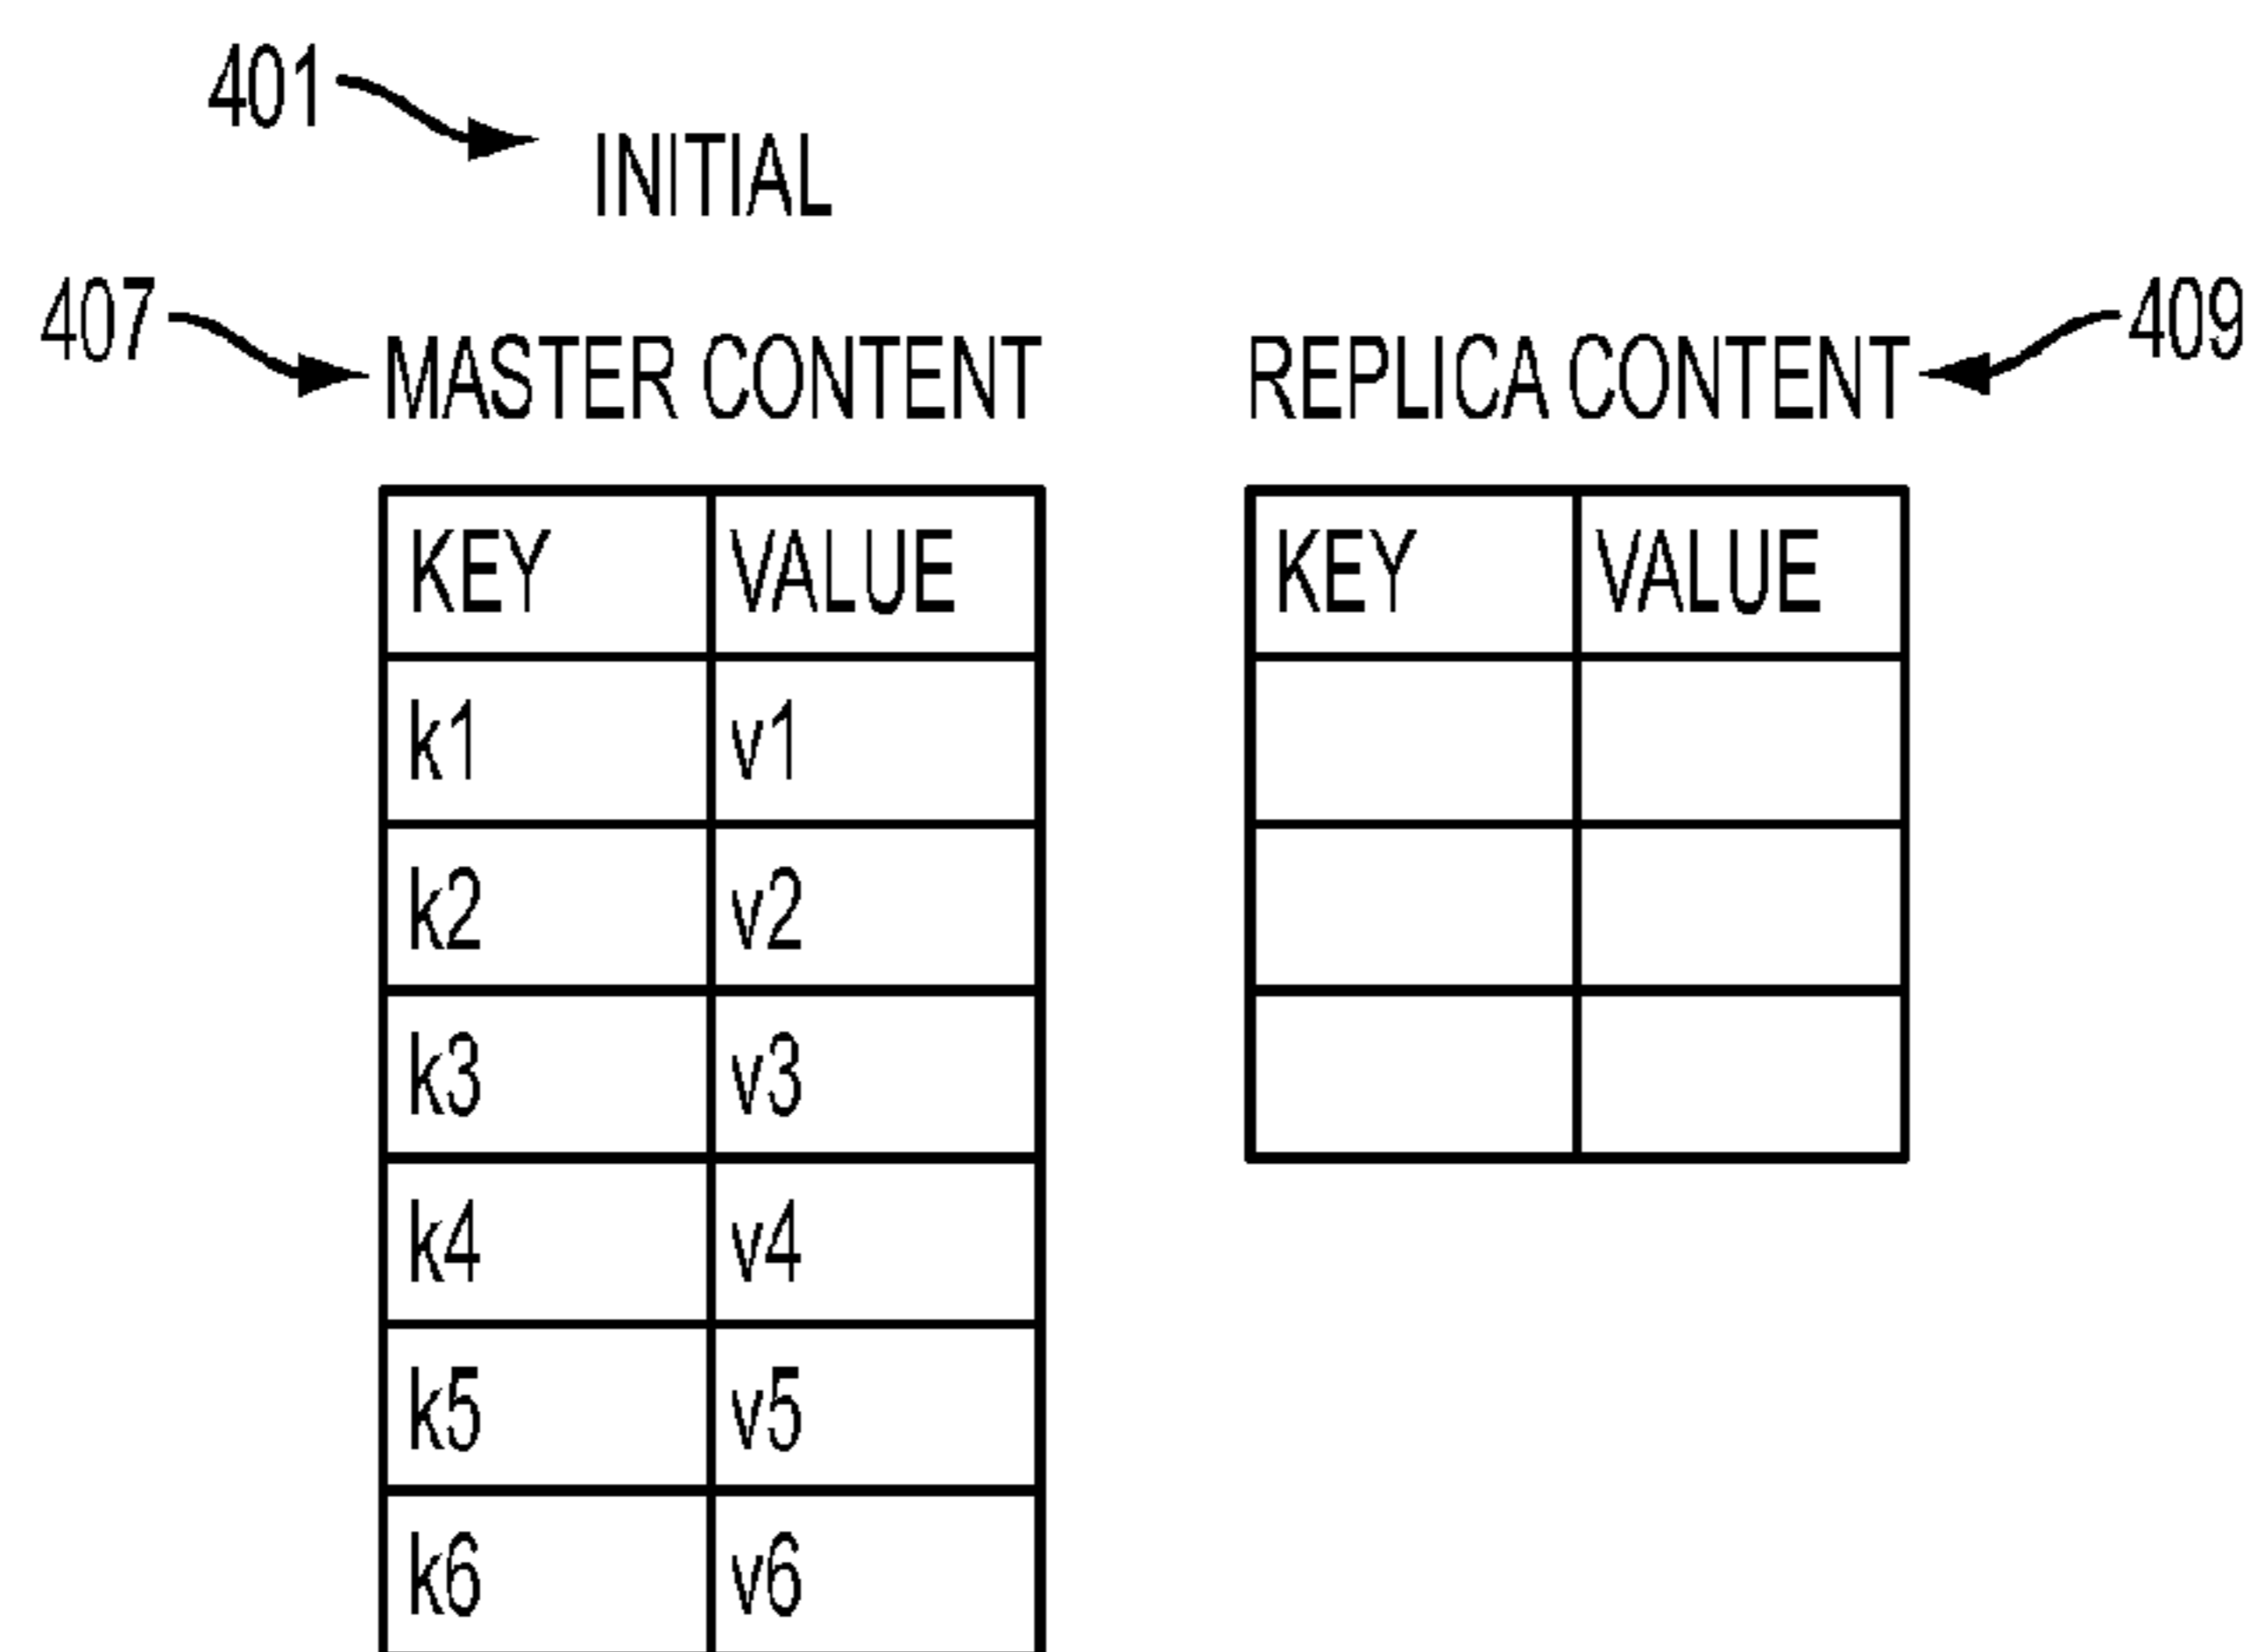 401
INITIAL
407 MASTER CONTENT REPLICA CONTENT 409
KEY VALUE KEY VALUE
k1 v1
k2 v2
k3 v3
k4 v4
k5 v5
k6 v6